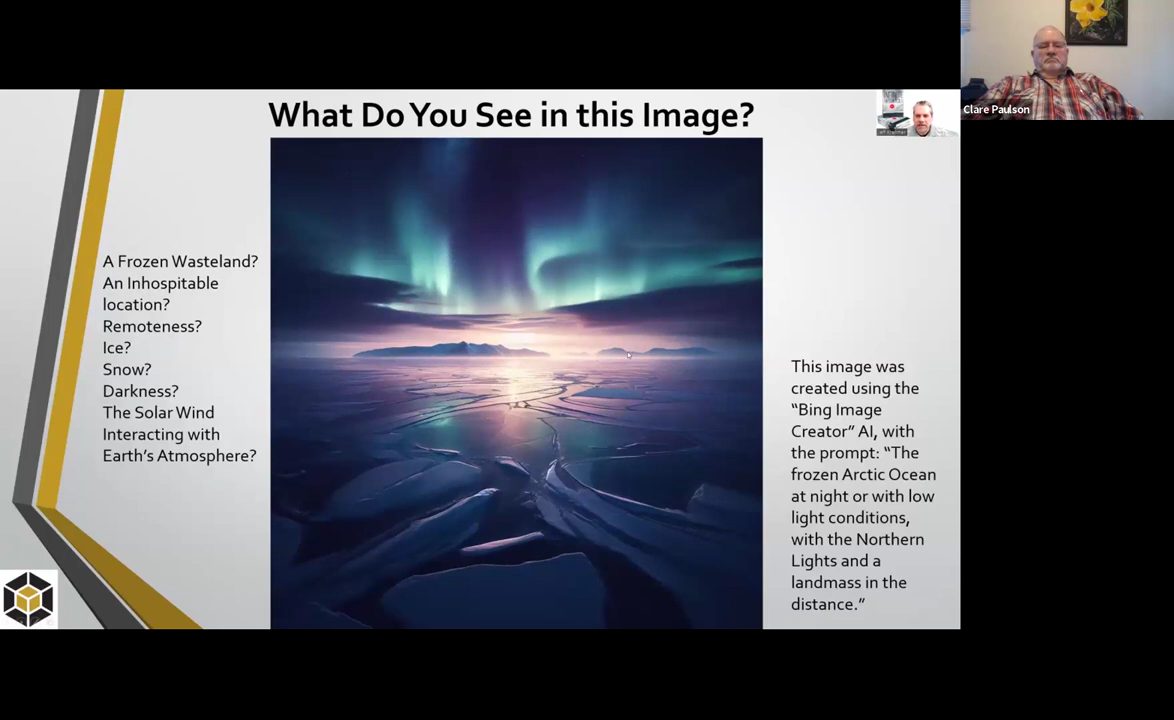 What Do You See in this Image?
Clare Paulson
A Frozen Wasteland?
An Inhospitable
location?
Remoteness?
Ice?
Snow?
Darkness?
The Solar Wind
Interacting with
Earth's Atmosphere?
This image was
created using the
“Bing Image
Creator” AI, with
the prompt: “The
frozen Arctic Ocean
at night or with low
light conditions,
with the Northern
Lights and a
landmass in the
distance.”